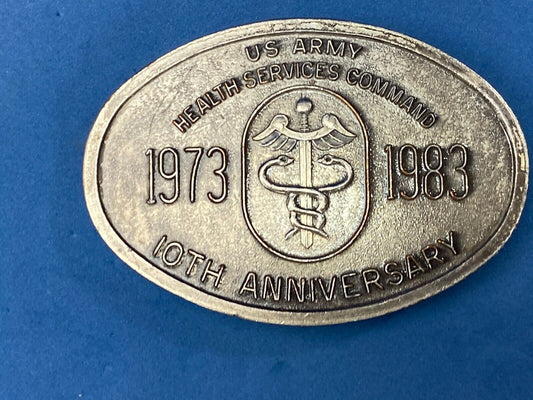 US ARMY
HEALTH SERVICES COMMAND
1973 1983
10TH ANNIVERSARY